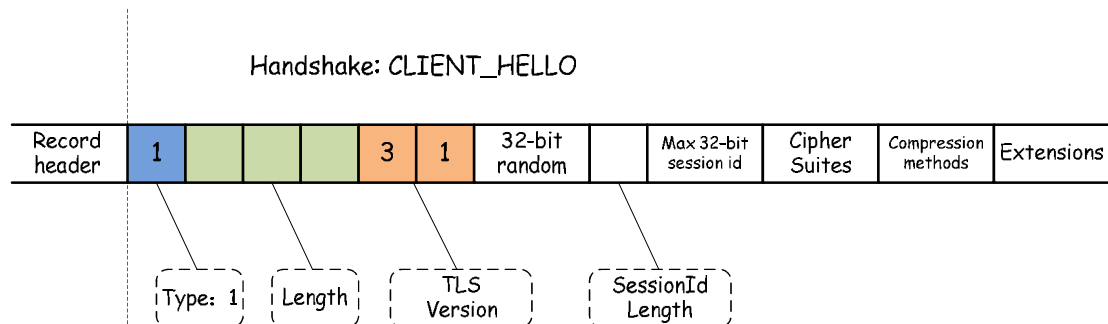 Handshake: CLIENT_HELLO
Record
header
1
3
1
32-bit
random
Max 32-bit
session id
Cipher
Suites
Compression
methods
Extensions
Type: 1
Length
TLS
Version
SessionId
Length